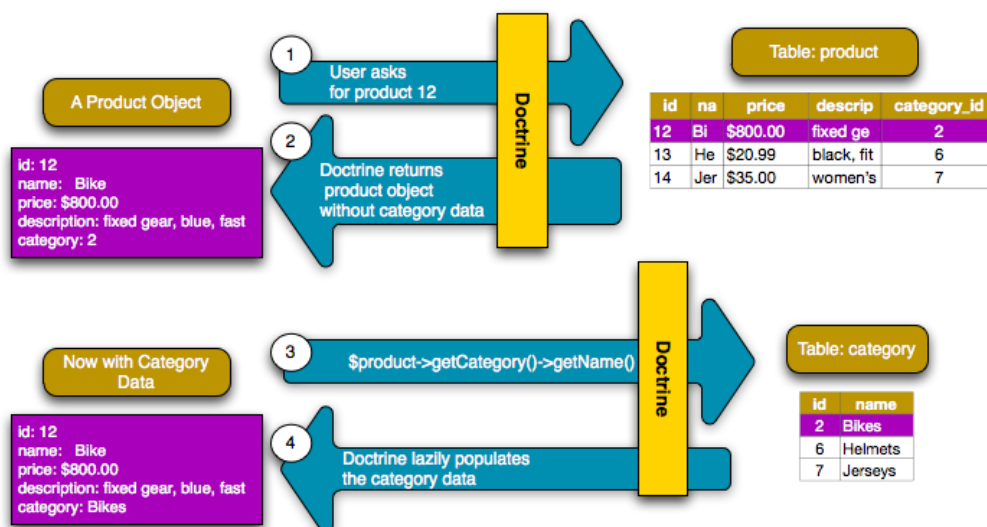 1
User asks
for product 12
Doctrine
A Product Object
id: 12
name: Bike
price: $800.00
description: fixed gear, blue, fast
category: 2
2
Doctrine returns
product object
without category data
Table: product
id na price descrip category_id
12 Bi $800.00 fixed ge 2
13 He $20.99 black, fit 6
14 Jer $35.00 women's 7
3
$product->getCategory()->getName()
Doctrine
Now with Category
Data
id: 12
name: Bike
price: $800.00
description: fixed gear, blue, fast
category: Bikes
4
Doctrine lazily populates
the category data
Table: category
id name
2 Bikes
6 Helmets
7 Jerseys